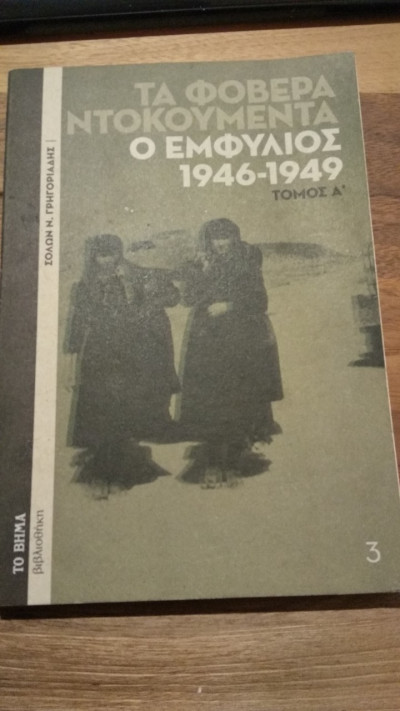 ΤΑ ΦΟΒΕΡΑ
ΝΤΟΚΟΥΜΕΝΤΑ
Ο ΕΜΦΥΛΙΟΣ
1946-1949
ΤΟΜΟΣ Α'
ΣΟΛΩΝ Ν. ΓΡΗΓΟΡΙΑΔΗΣ
ΤΟ ΒΗΜΑ
βιβλιοθήκη
3